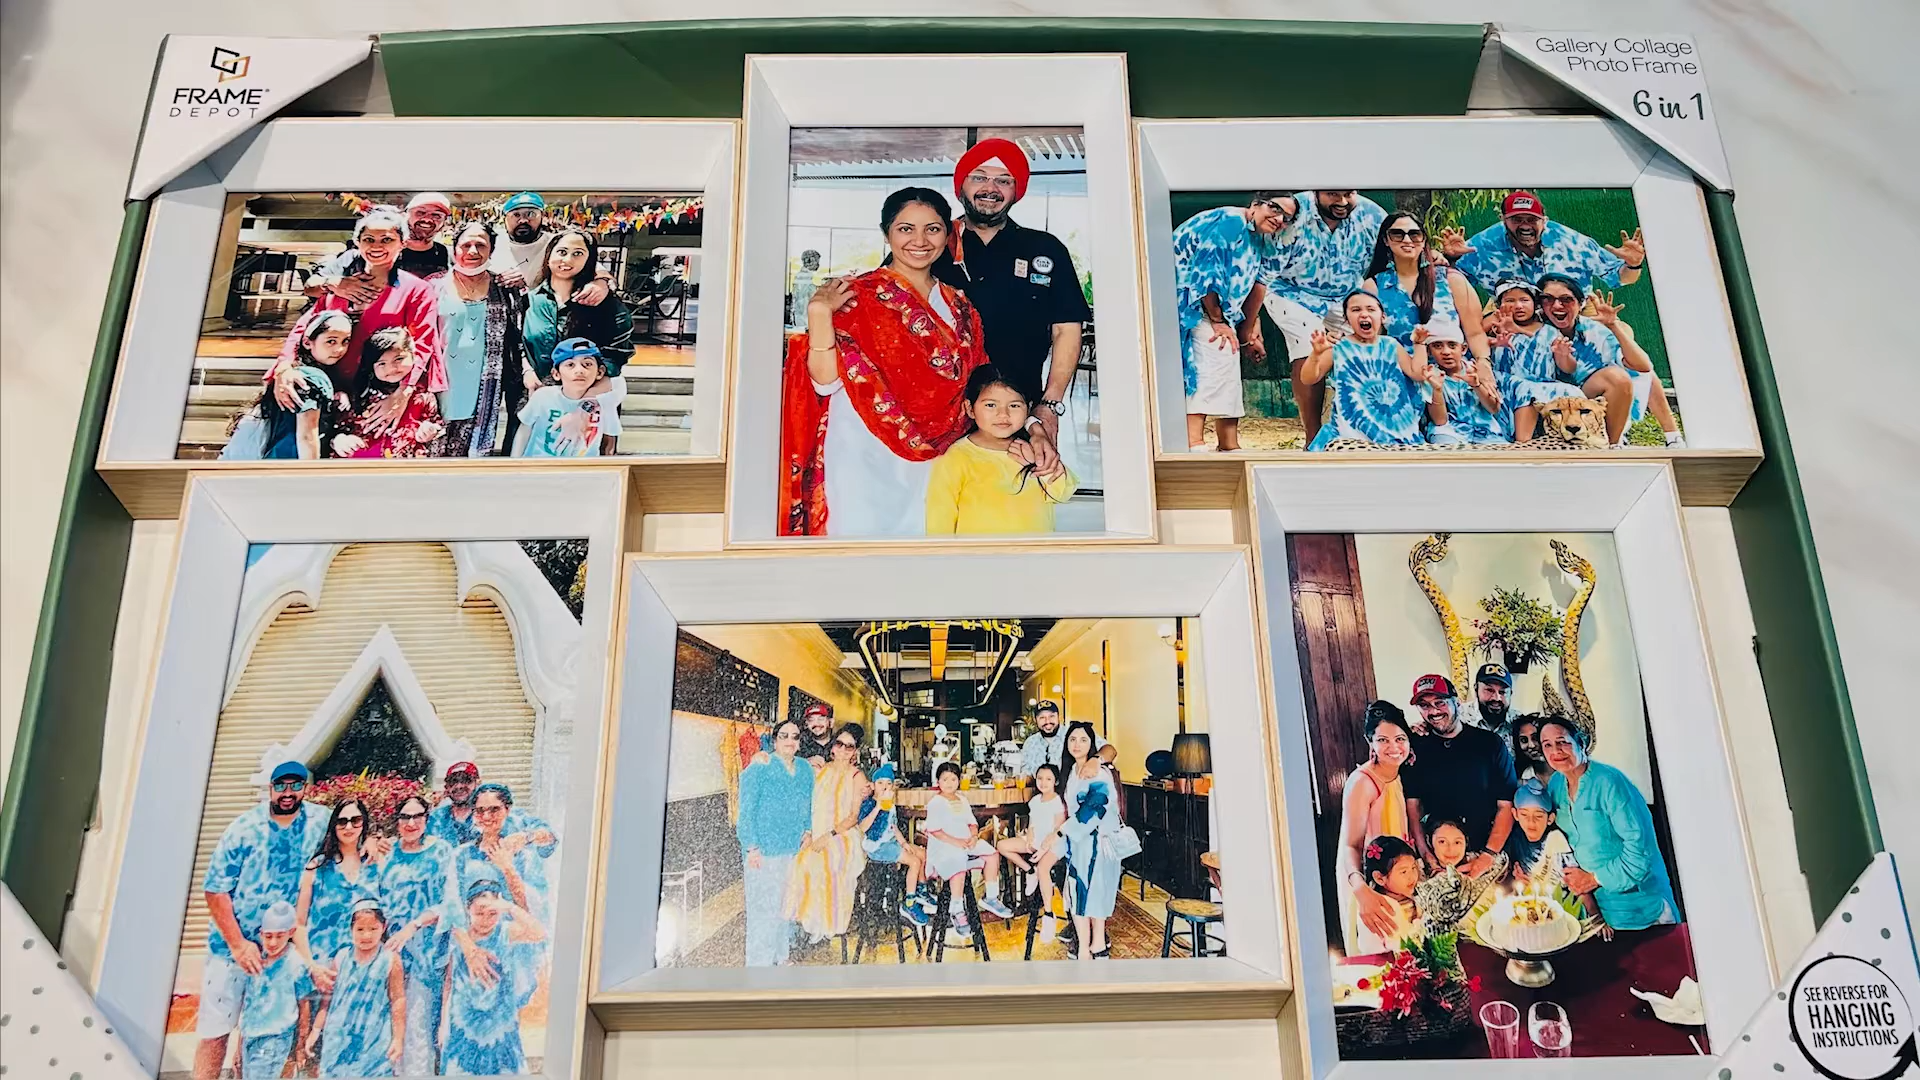 FRAME
DEPOT
Gallery Collage
Photo Frame
6 in 1
SEE REVERSE FOR
HANGING
INSTRUCTIONS